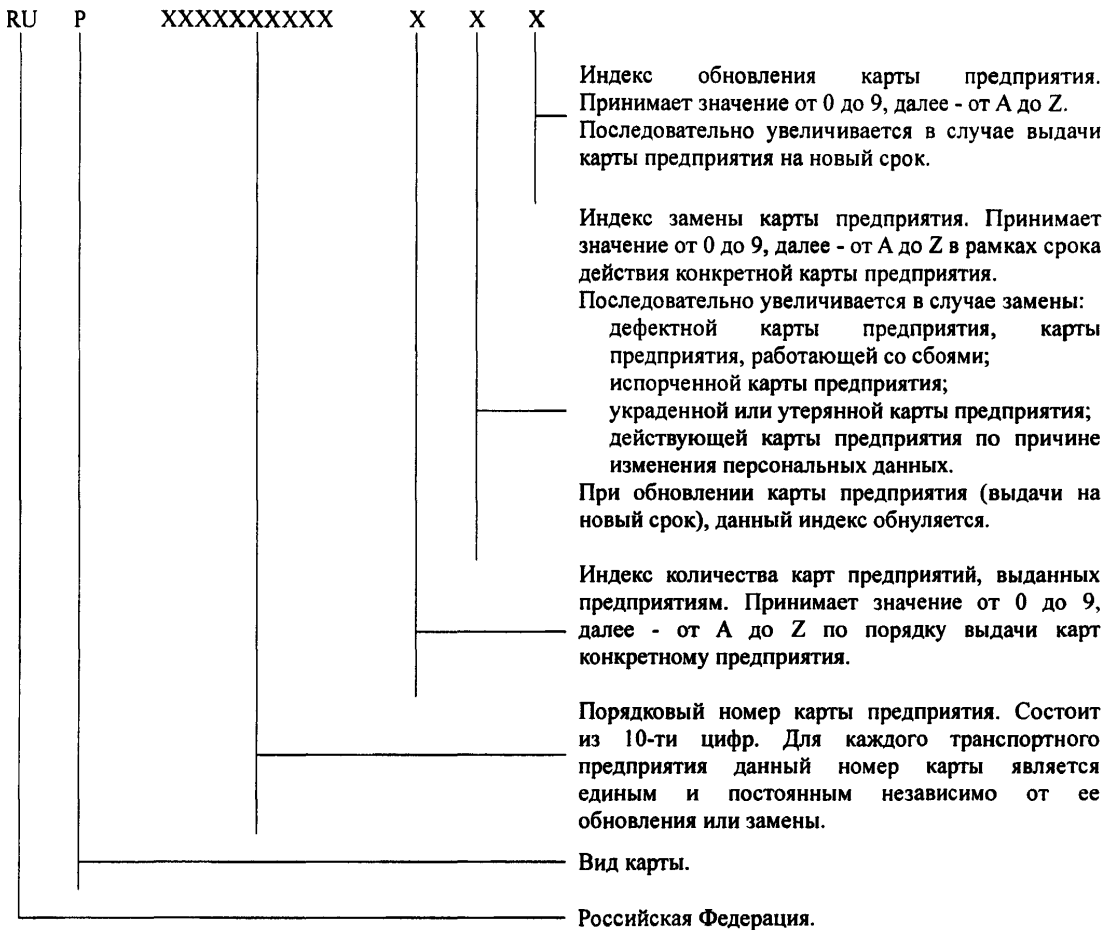 RU P XXXXXXXXXX X X X
Индекс обновления карты предприятия.
Принимает значение от 0 до 9, далее - от A до Z.
Последовательно увеличивается в случае выдачи
карты предприятия на новый срок.
Индекс замены карты предприятия. Принимает
значение от 0 до 9, далее - от A до Z в рамках срока
действия конкретной карты предприятия.
Последовательно увеличивается в случае замены:
дефектной карты предприятия, карты
предприятия, работающей со сбоями;
испорченной карты предприятия;
украденной или утерянной карты предприятия;
действующей карты предприятия по причине
изменения персональных данных.
При обновлении карты предприятия (выдачи на
новый срок), данный индекс обнуляется.
Индекс количества карт предприятий, выданных
предприятиям. Принимает значение от 0 до 9,
далее - от A до Z по порядку выдачи карт
конкретному предприятия.
Порядковый номер карты предприятия. Состоит
из 10-ти цифр. Для каждого транспортного
предприятия данный номер карты является
единым и постоянным независимо от ее
обновления или замены.
Вид карты.
Российская Федерация.